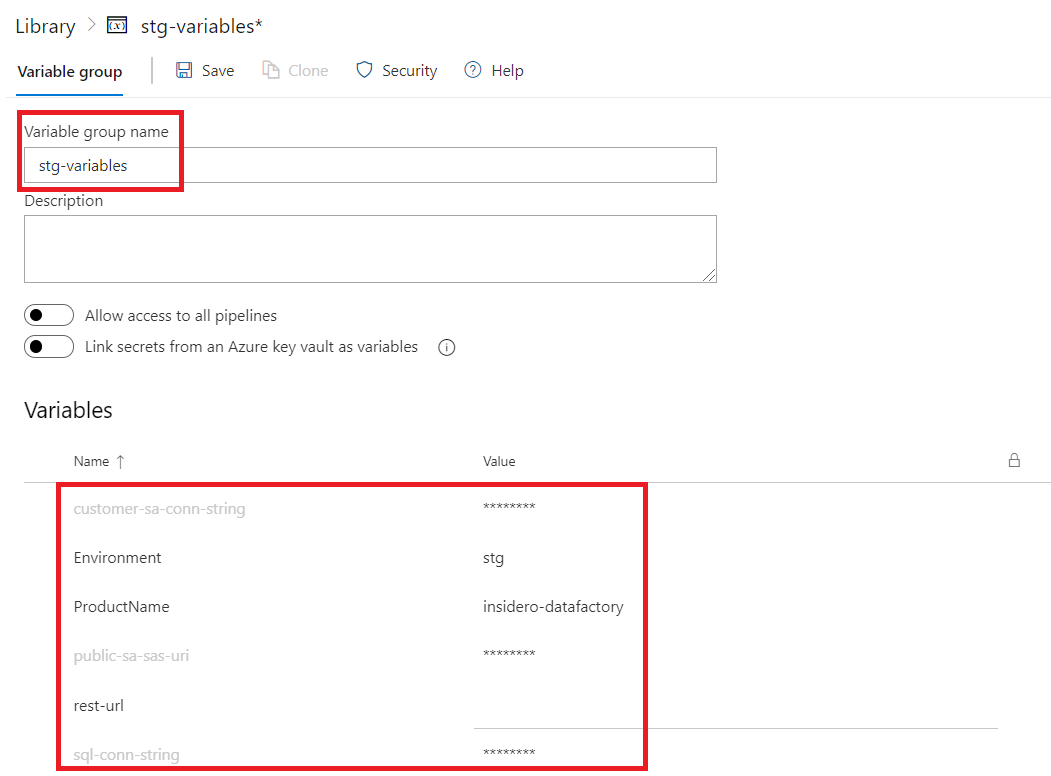 Library > (x) stg-variables*
Variable group Save Clone Security ? Help
Variable group name
stg-variables
Description
Allow access to all pipelines
Link secrets from an Azure key vault as variables i
Variables
Name ↑ Value
customer-sa-conn-string ********
Environment stg
ProductName insidero-datafactory
public-sa-sas-uri ********
rest-url
sql-conn-string ********